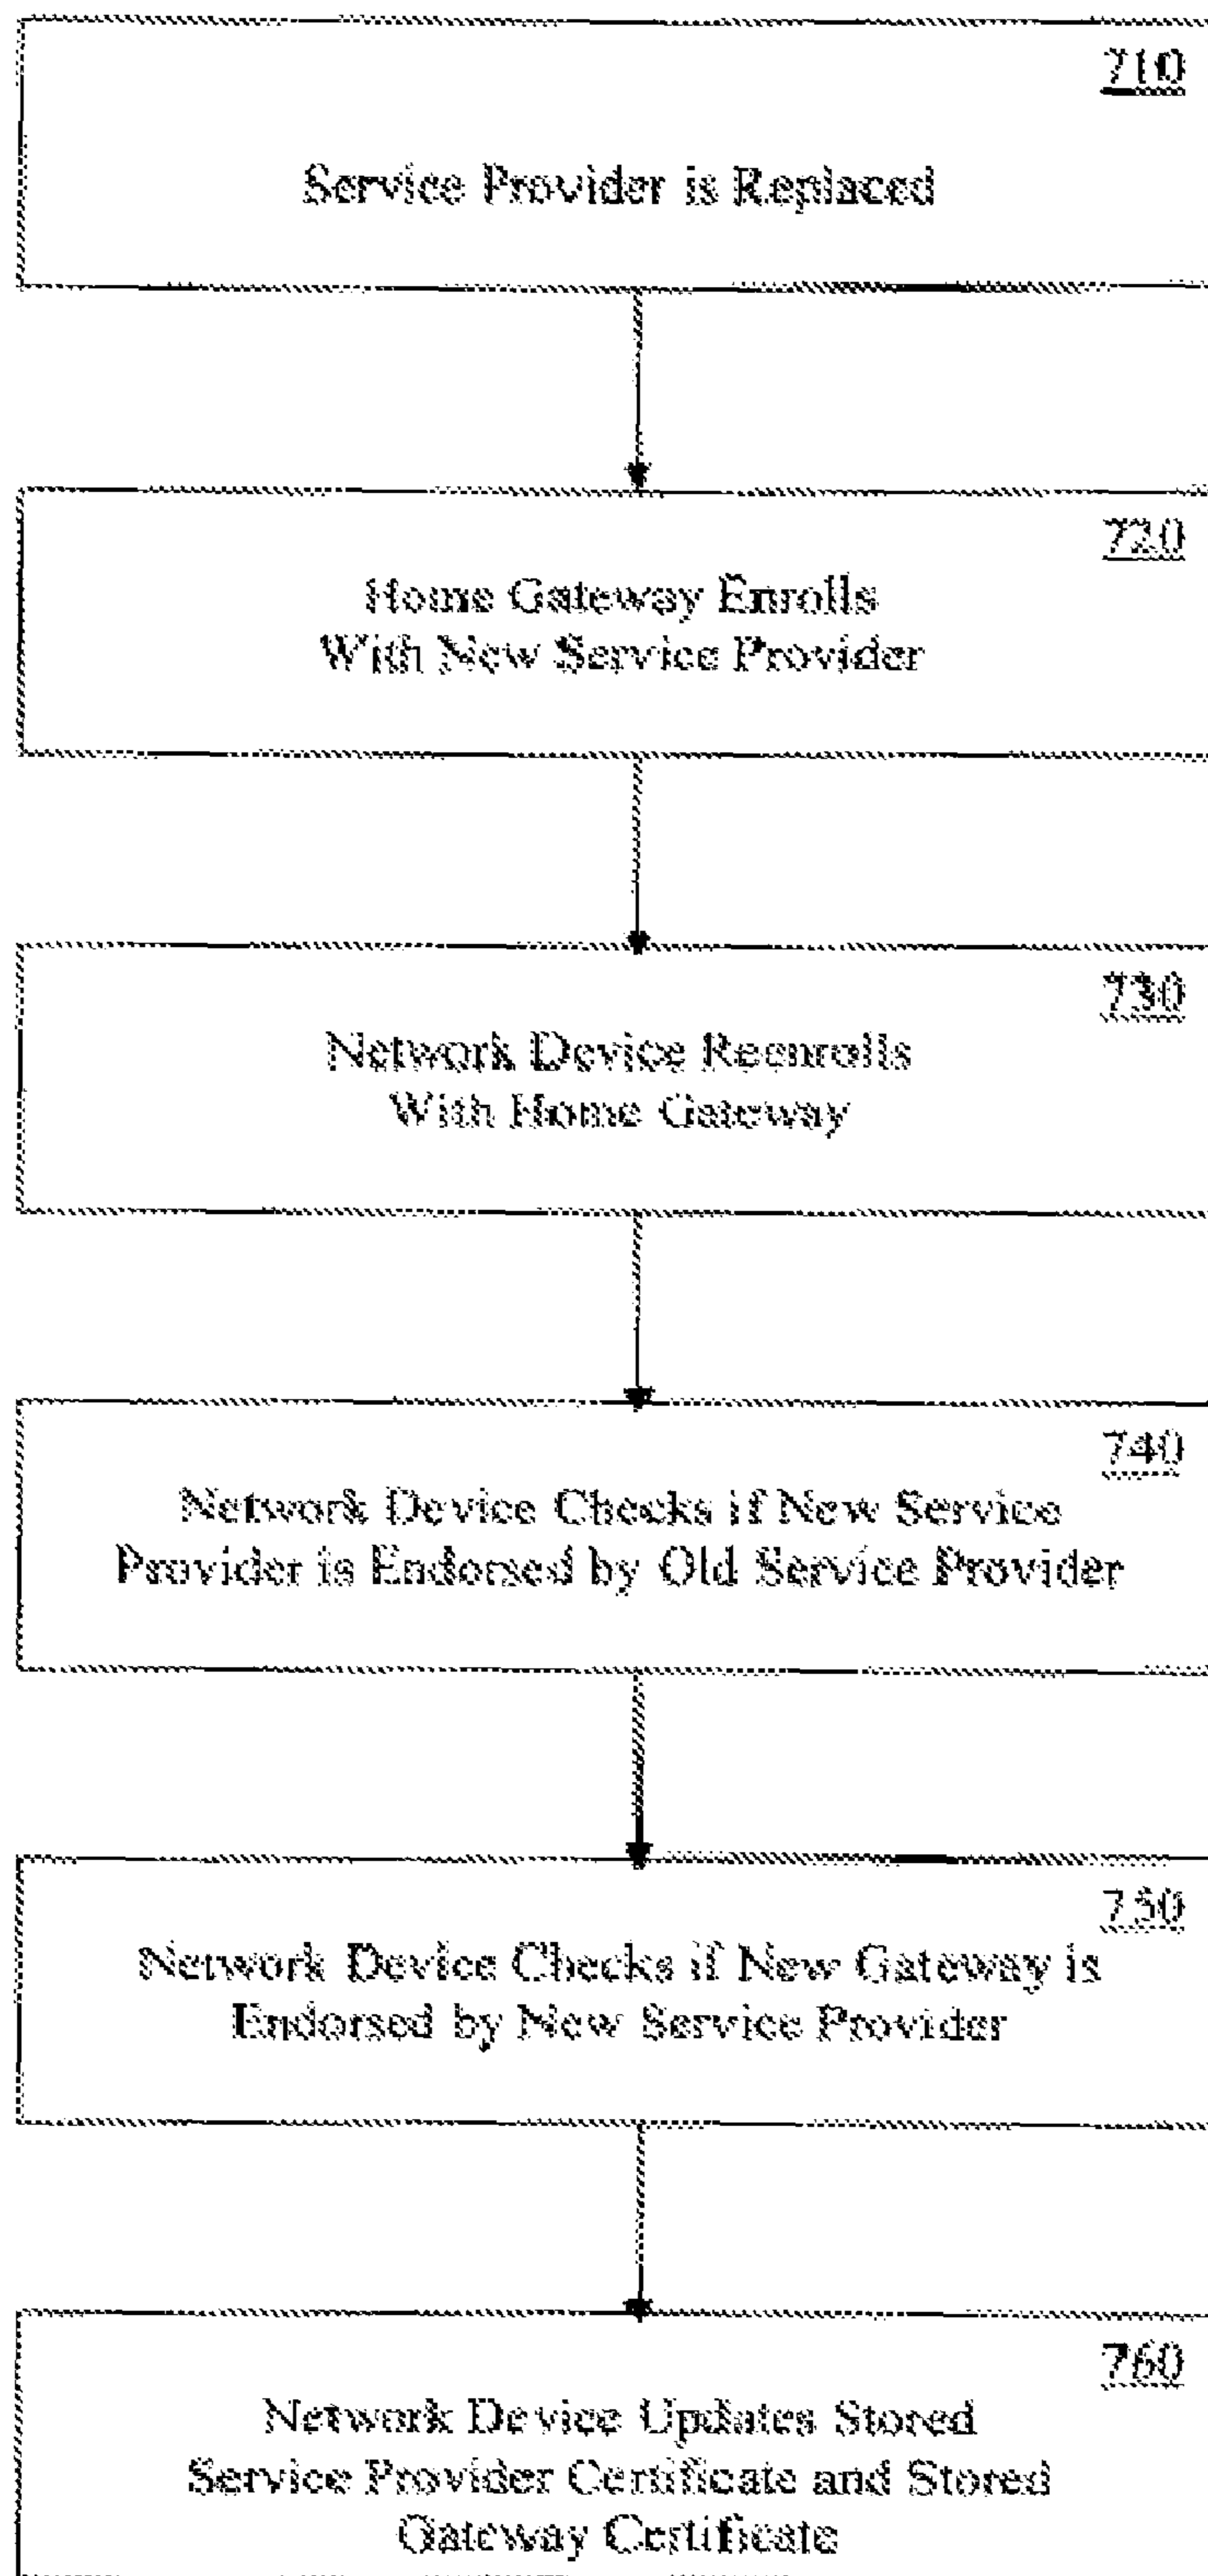 710
Service Provider is Replaced
720
Home Gateway Enrolls
With New Service Provider
730
Network Device Reenrolls
With Home Gateway
740
Network Device Checks if New Service
Provider is Endorsed by Old Service Provider
750
Network Device Checks if New Gateway is
Endorsed by New Service Provider
760
Network Device Updates Stored
Service Provider Certificate and Stored
Gateway Certificate